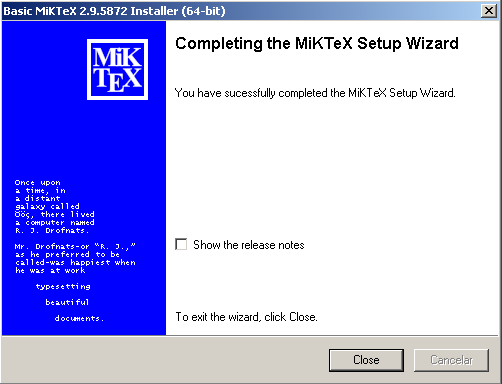 Basic MiKTeX 2.9.5872 Installer (64-bit)
MiK
TEX
Completing the MiKTeX Setup Wizard
You have sucessfully completed the MiKTeX Setup Wizard.
Once upon
a time, in
a distant
galaxy called
Ööç, there lived
a computer named
R. J. Drofnats.
Mr. Drofnats-or “R. J.,”
as he preferred to be
called-was happiest when
he was at work
typesetting
beautiful
documents.
Show the release notes
To exit the wizard, click Close.
Close
Cancelar